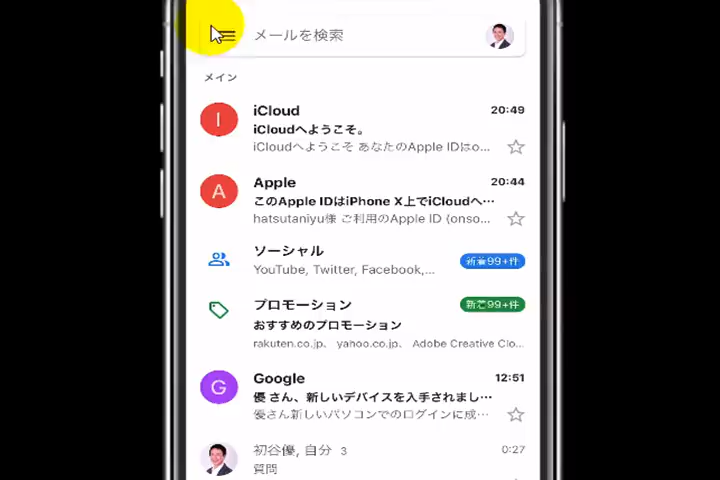 メールを検索
メイン
iCloud 20:49
iCloudへようこそ。
iCloudへようこそ あなたのApple IDはo...
I
Apple 20:44
このApple IDはiPhone X上でiCloudへ…
hatsutaniyu様 ご利用のApple ID (onso...
A
ソーシャル
YouTube, Twitter, Facebook,...
新着99+件
プロモーション
新着99+件
おすすめのプロモーション
rakuten.co.jp、 yahoo.co.jp、 Adobe Creative Clo...
Google 12:51
優 さん、新しいデバイスを入手されまし…
優さん新しいパソコンでのログインに成…
G
初谷優, 自分 3 0:27
質問